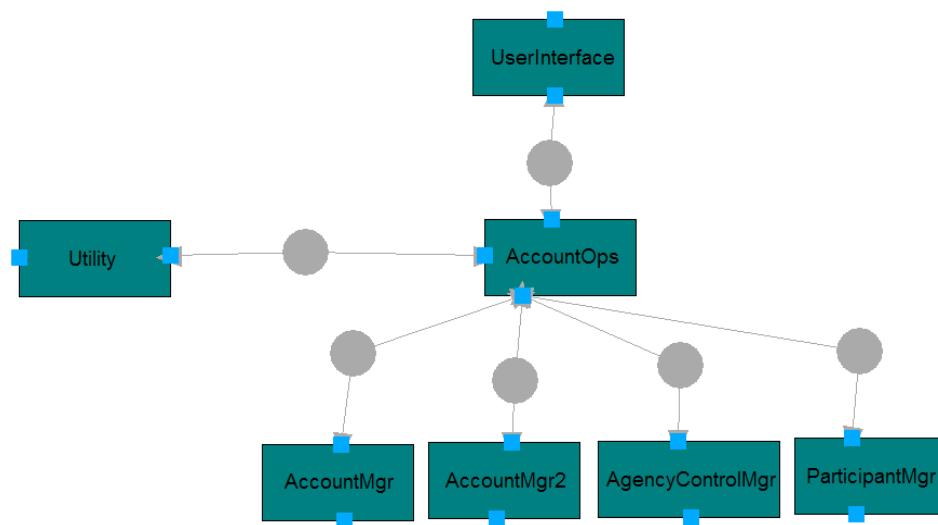 UserInterface
Utility
AccountOps
AccountMgr
AccountMgr2
AgencyControlMgr
ParticipantMgr